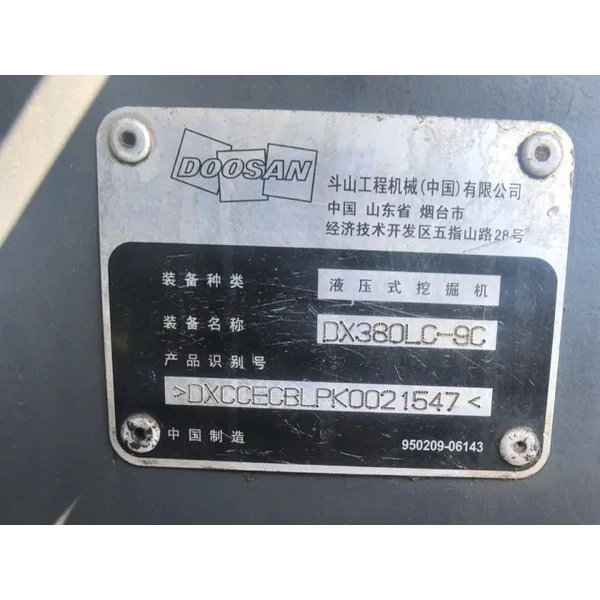 DOOSAN
斗山工程机械(中国)有限公司
中国 山东省 烟台市
经济技术开发区五指山路28号
装备种类 液压式挖掘机
装备名称 DX380LC-9C
产品识别号
>DXCCECBLPK0021547<
中国制造 950209-06143